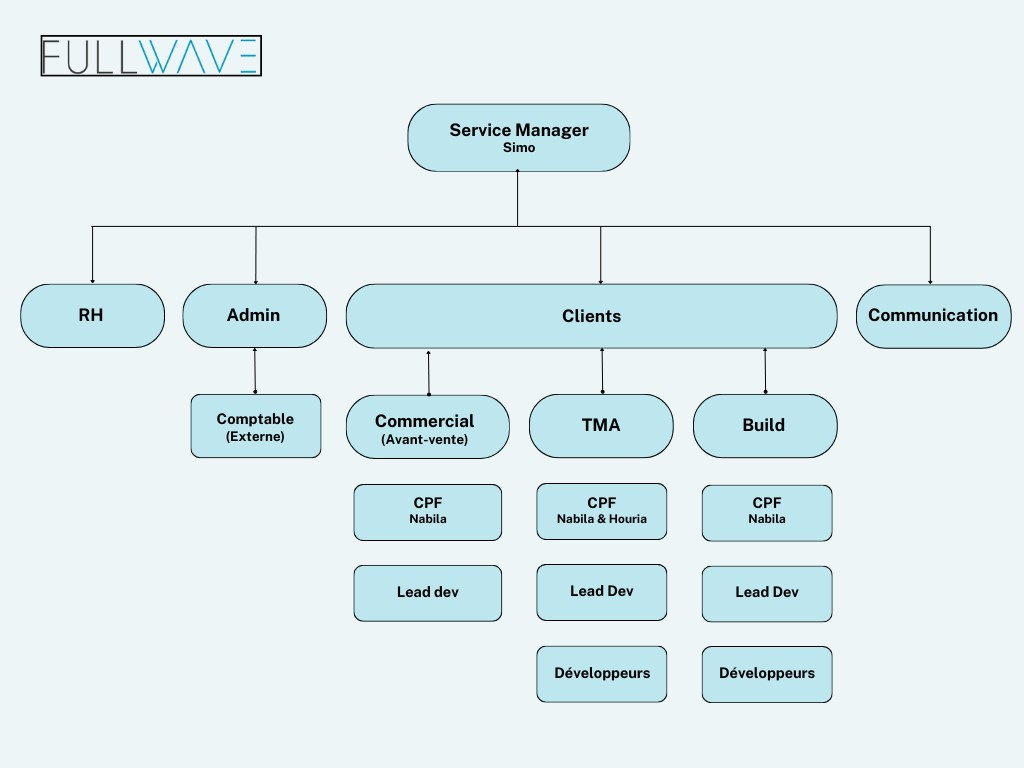 FULLWAVE
Service Manager
Simo
RH
Admin
Clients
Communication
Comptable
(Externe)
Commercial
(Avant-vente)
TMA
Build
CPF
Nabila
CPF
Nabila & Houria
CPF
Nabila
Lead dev
Lead Dev
Lead Dev
Développeurs
Développeurs